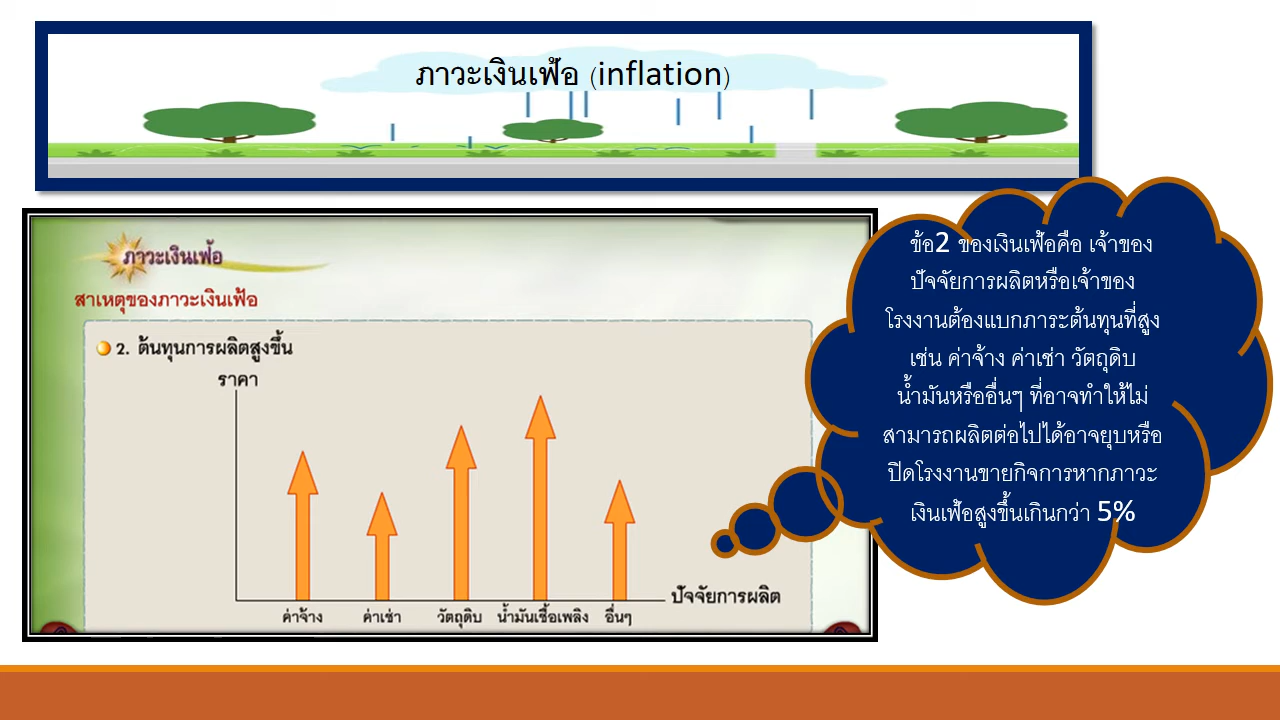 ภาวะเงินเฟ้อ (inflation)
ภาวะเงินเฟ้อ
สาเหตุของภาวะเงินเฟ้อ
2. ต้นทุนการผลิตสูงขึ้น
ราคา
ปัจจัยการผลิต
ค่าจ้าง ค่าเช่า วัตถุดิบ น้ำมันเชื้อเพลิง อื่นๆ
ข้อ2 ของเงินเฟ้อคือ เจ้าของ
ปัจจัยการผลิตหรือเจ้าของ
โรงงานต้องแบกภาระต้นทุนที่สูง
เช่น ค่าจ้าง ค่าเช่า วัตถุดิบ
น้ำมันหรืออื่นๆ ที่อาจทำให้ไม่
สามารถผลิตต่อไปได้อาจยุบหรือ
ปิดโรงงานขายกิจการหากภาวะ
เงินเฟ้อสูงขึ้นเกินกว่า 5%